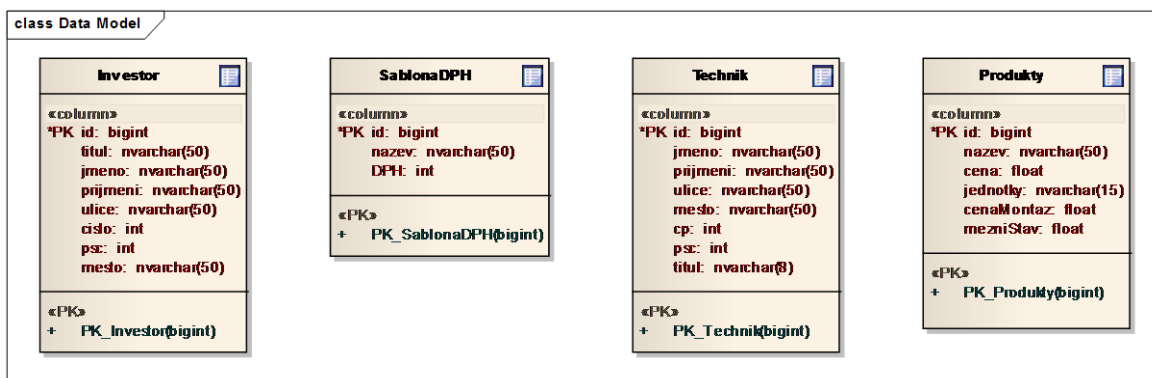 class Data Model
Investor
«column»
*PK id: bigint
titul: nvarchar(50)
jmeno: nvarchar(50)
prijmeni: nvarchar(50)
ulice: nvarchar(50)
cislo: int
psc: int
mesto: nvarchar(50)
«PK»
+ PK_Investor(bigint)
SablonaDPH
«column»
*PK id: bigint
nazev: nvarchar(50)
DPH: int
«PK»
+ PK_SablonaDPH(bigint)
Technik
«column»
*PK id: bigint
jmeno: nvarchar(50)
prijmeni: nvarchar(50)
ulice: nvarchar(50)
mesto: nvarchar(50)
cp: int
psc: int
titul: nvarchar(8)
«PK»
+ PK_Technik(bigint)
Produkty
«column»
*PK id: bigint
nazev: nvarchar(50)
cena: float
jednotky: nvarchar(15)
cenaMontaz: float
mezniStav: float
«PK»
+ PK_Produkty(bigint)